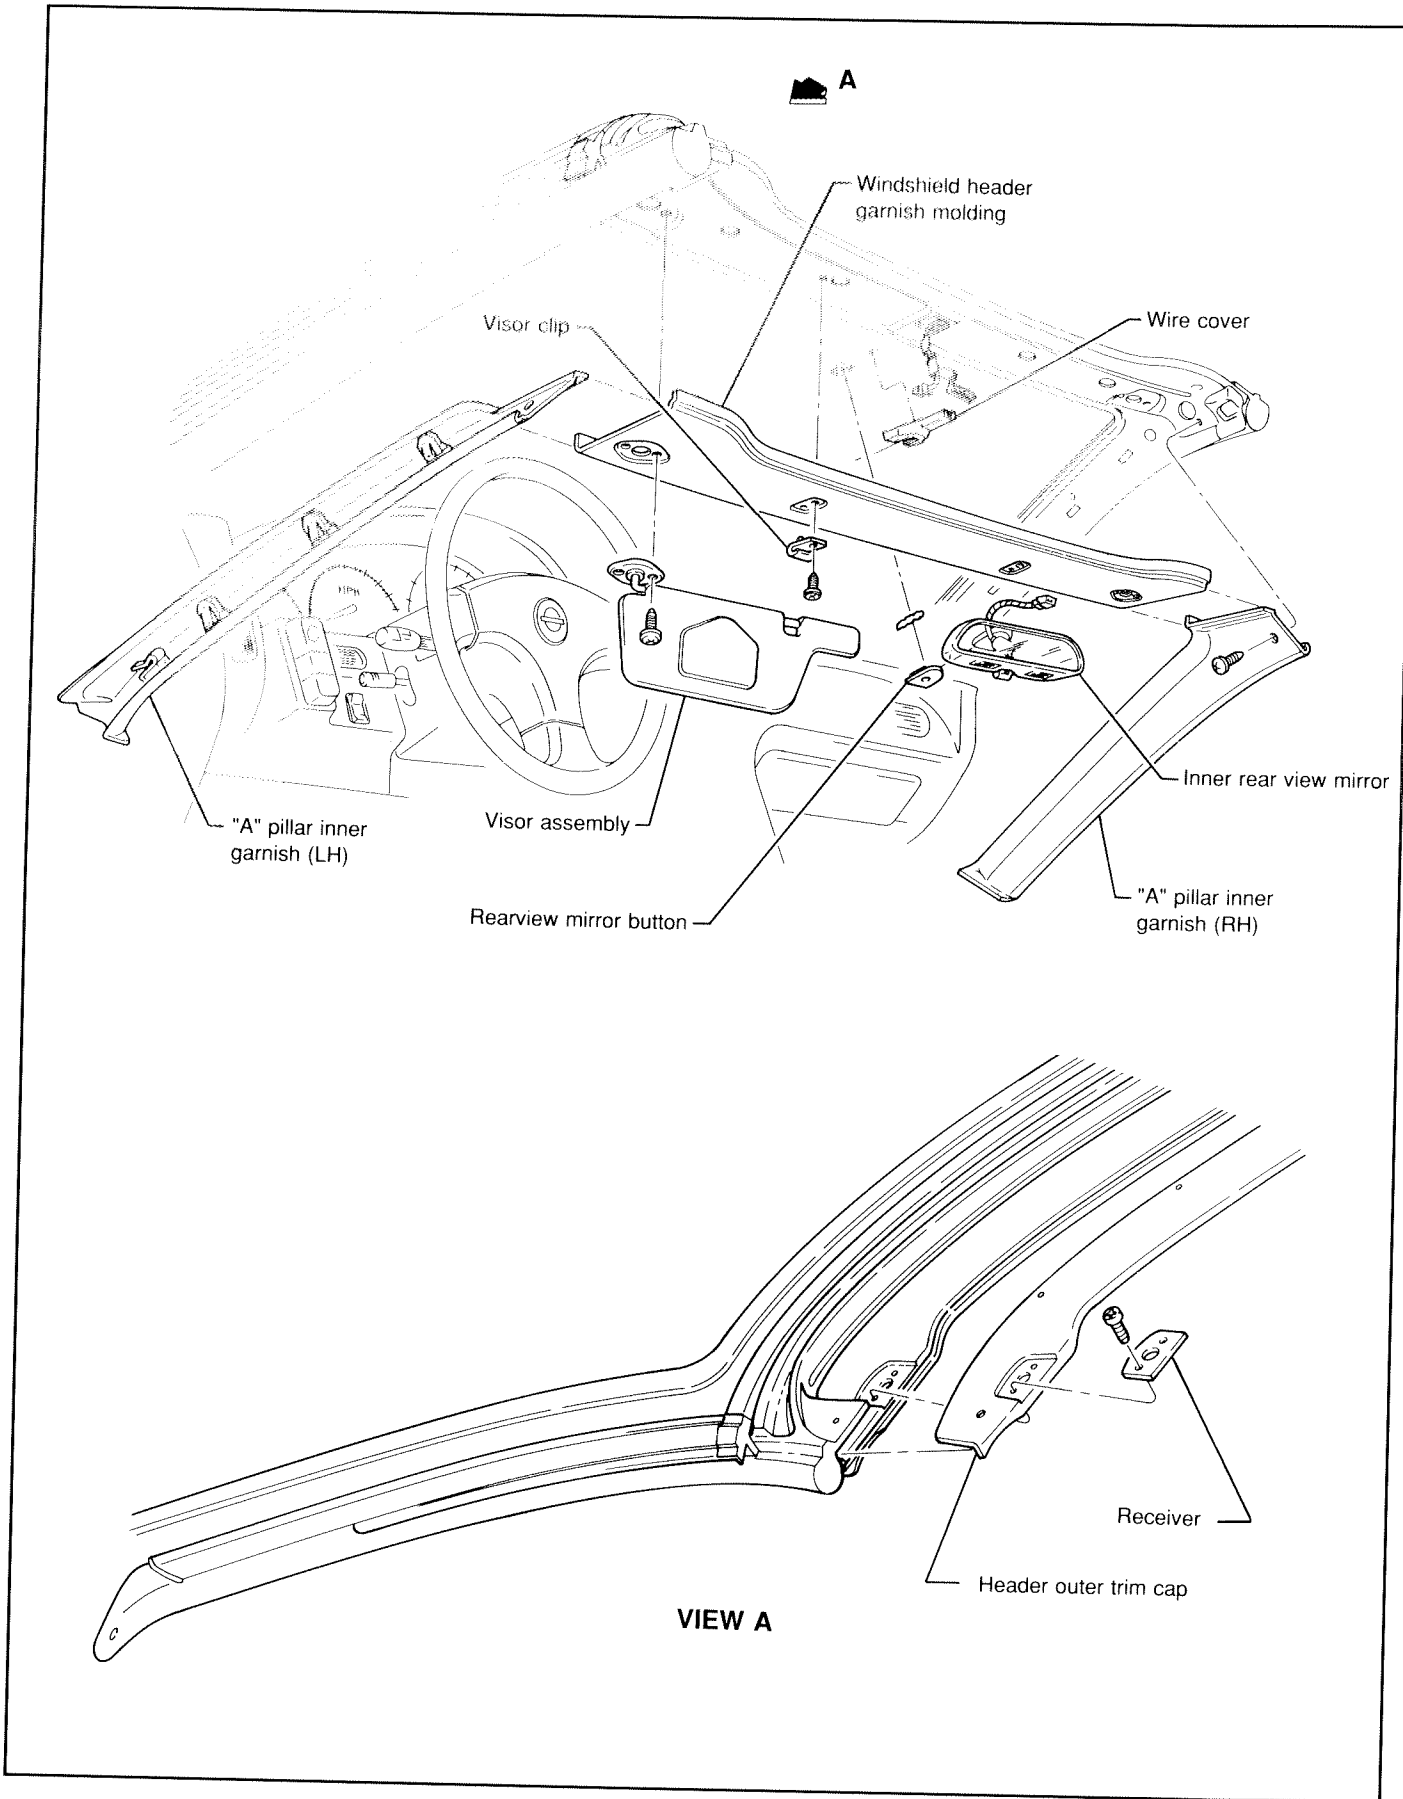 A
Windshield header
garnish molding
Visor clip
Wire cover
MPH
Inner rear view mirror
"A" pillar inner
garnish (LH)
Visor assembly
Rearview mirror button
"A" pillar inner
garnish (RH)
Receiver
Header outer trim cap
VIEW A